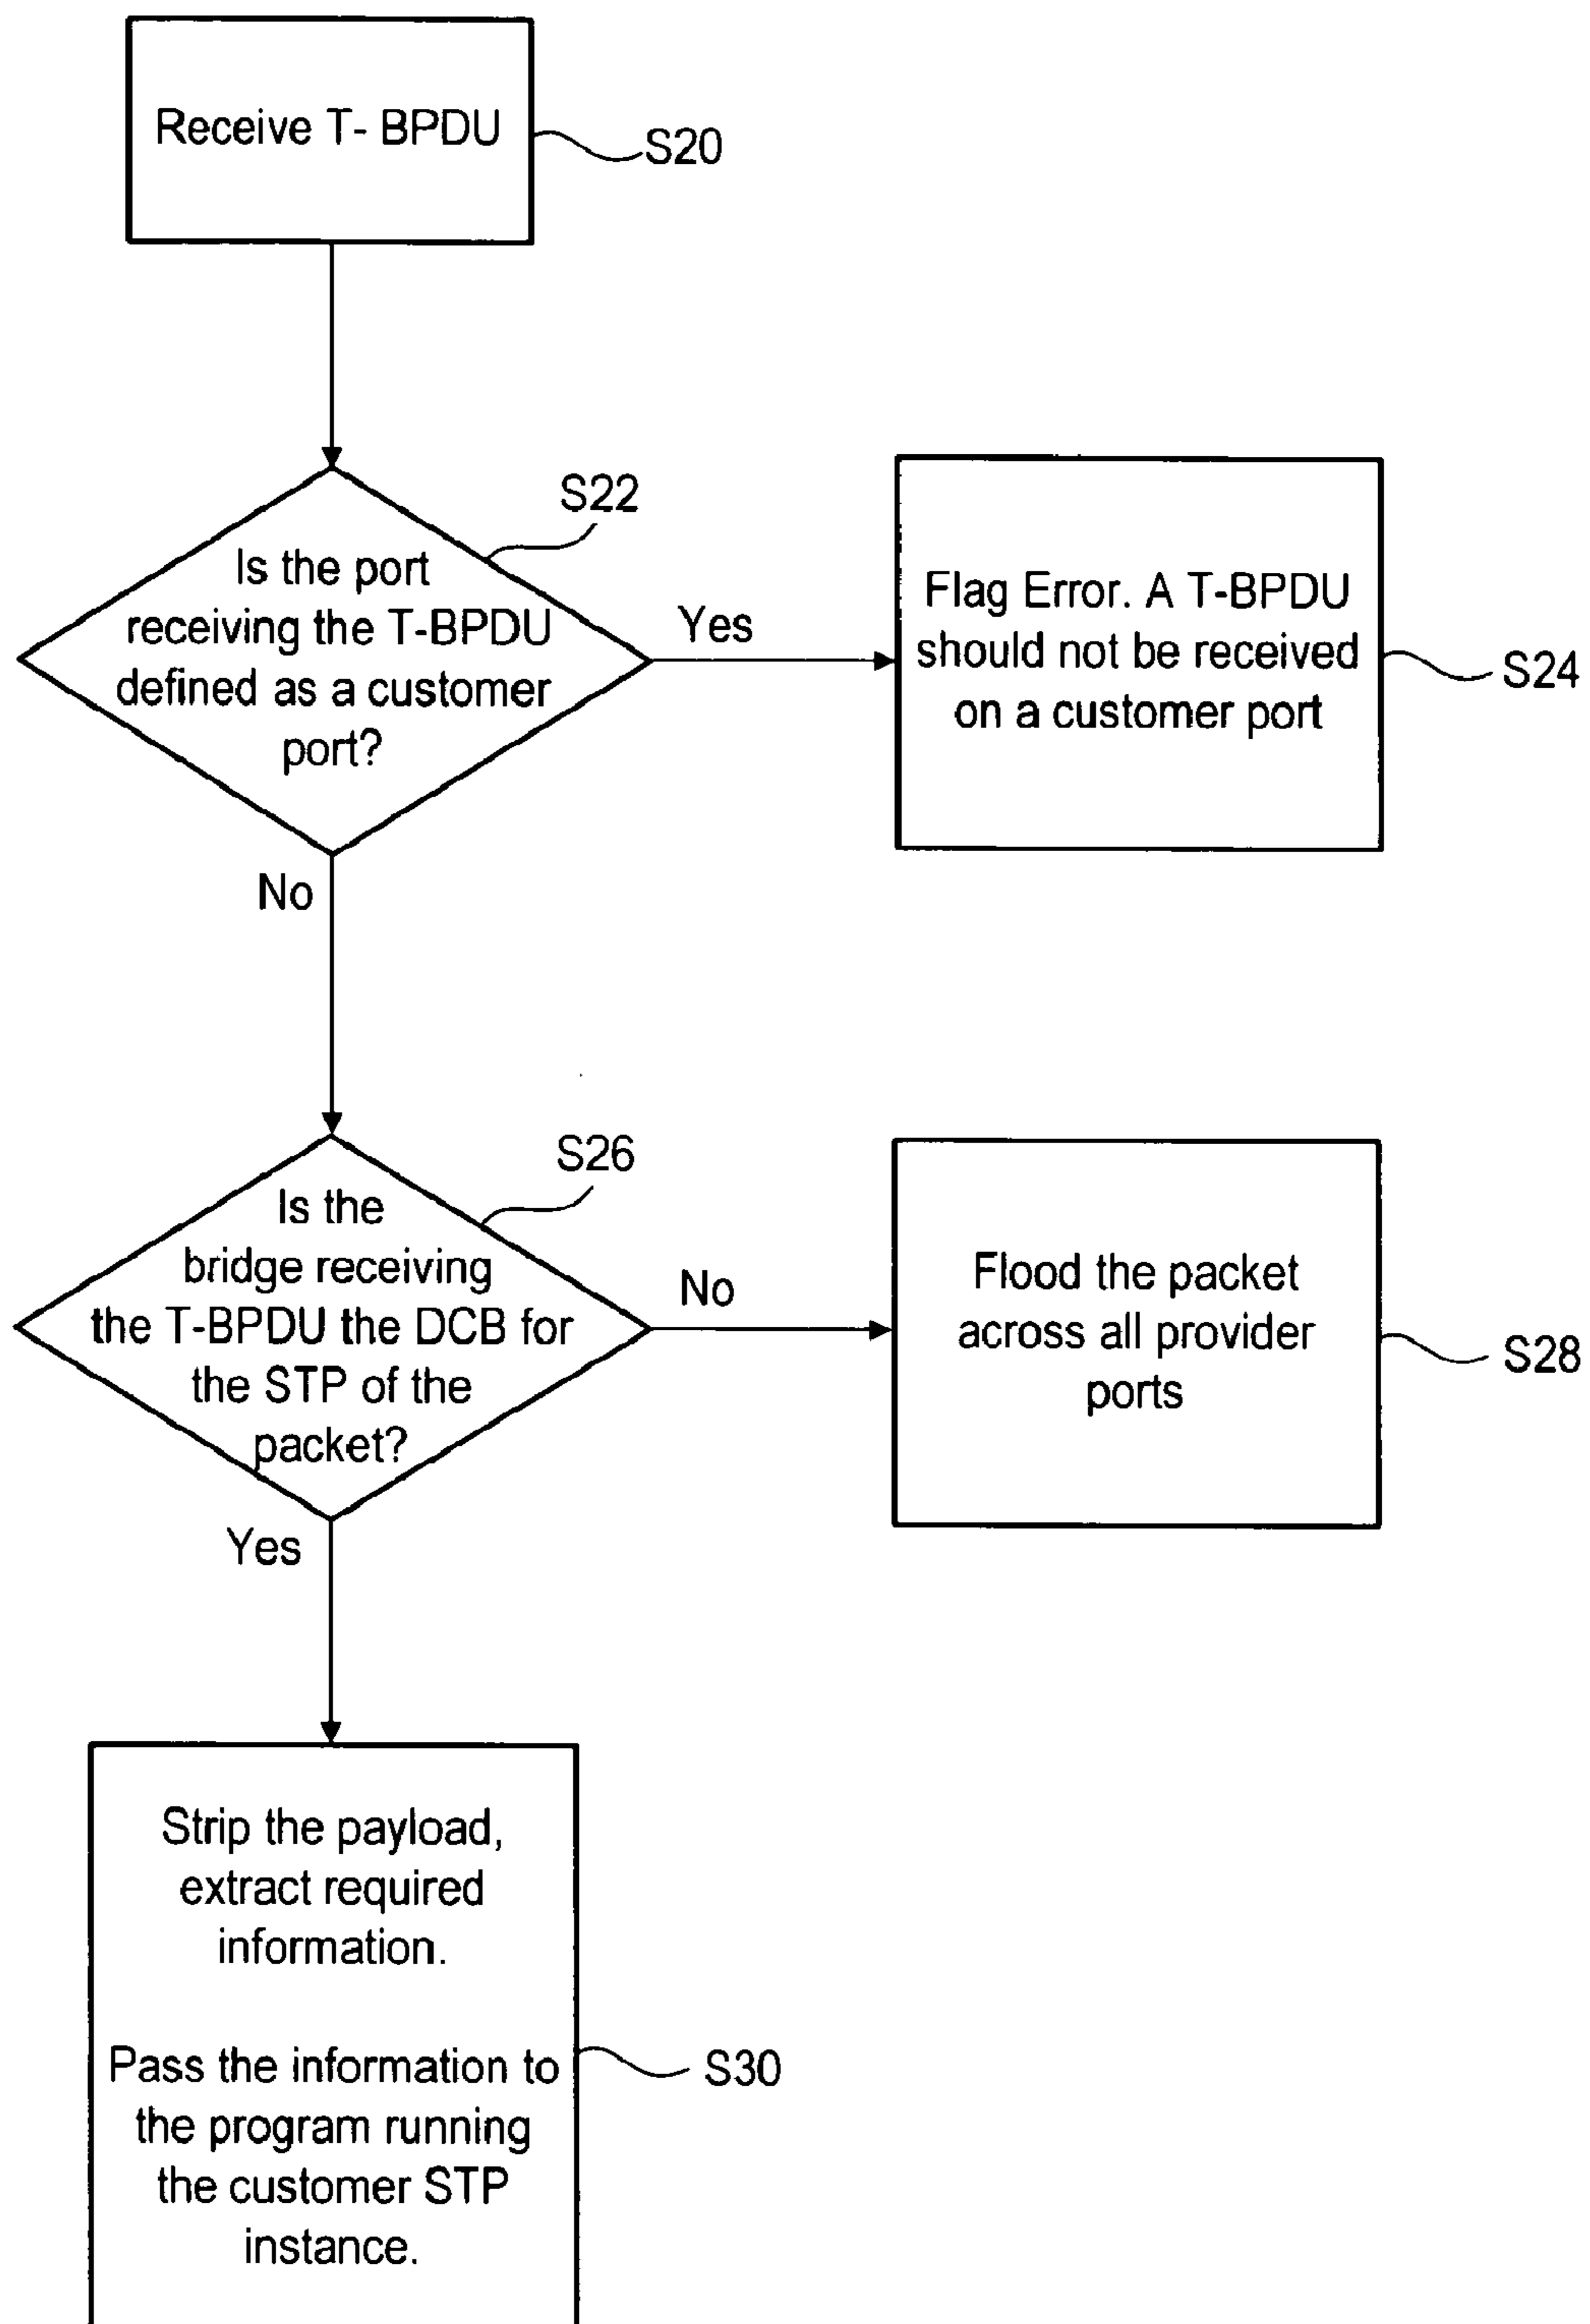 Receive T- BPDU
S20
S22
Is the port
receiving the T-BPDU
defined as a customer
port?
Yes
Flag Error. A T-BPDU
should not be received
on a customer port
S24
No
S26
Is the
bridge receiving
the T-BPDU the DCB for
the STP of the
packet?
No
Flood the packet
across all provider
ports
S28
Yes
Strip the payload,
extract required
information.
Pass the information to
the program running
the customer STP
instance.
S30